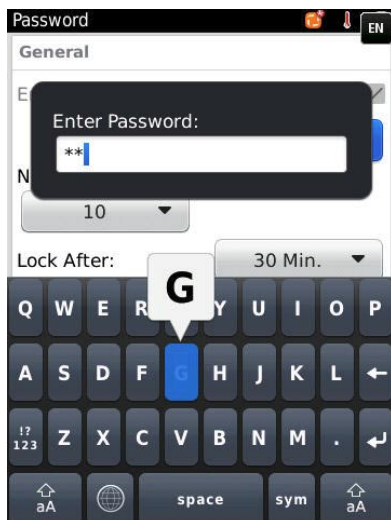 Password
EN
General
E
Enter Password:
**
N
10
Lock After:
30 Min.
G
Q W E R Y U I O P
A S D F G H J K L
!?
123
Z X C V B N M .
aA
space
sym
aA